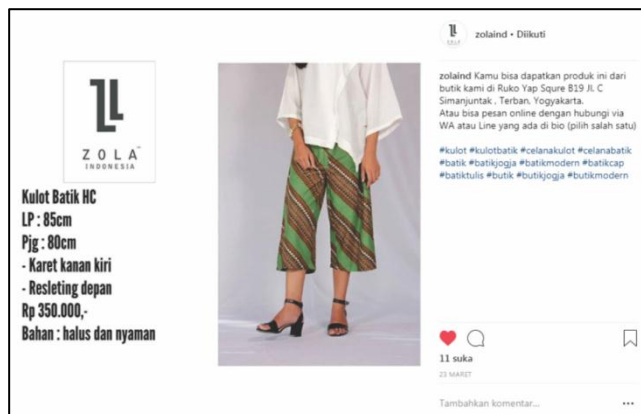 ZOLA
INDONESIA
Kulot Batik HC
LP : 85cm
Pjg : 80cm
- Karet kanan kiri
- Resleting depan
Rp 350.000,-
Bahan : halus dan nyaman
zolaind • Diikuti
zolaind Kamu bisa dapatkan produk ini dari
butik kami di Ruko Yap Squre B19 Jl. C
Simanjuntak , Terban, Yogyakarta.
Atau bisa pesan online dengan hubungi via
WA atau Line yang ada di bio (pilih salah satu)
#kulot #kulotbatik #celanakulot #celanabatik
#batik #batikjogja #batikmodern #batikcap
#batiktulis #butik #butikjogja #butikmodern
11 suka
23 MARET
Tambahkan komentar...